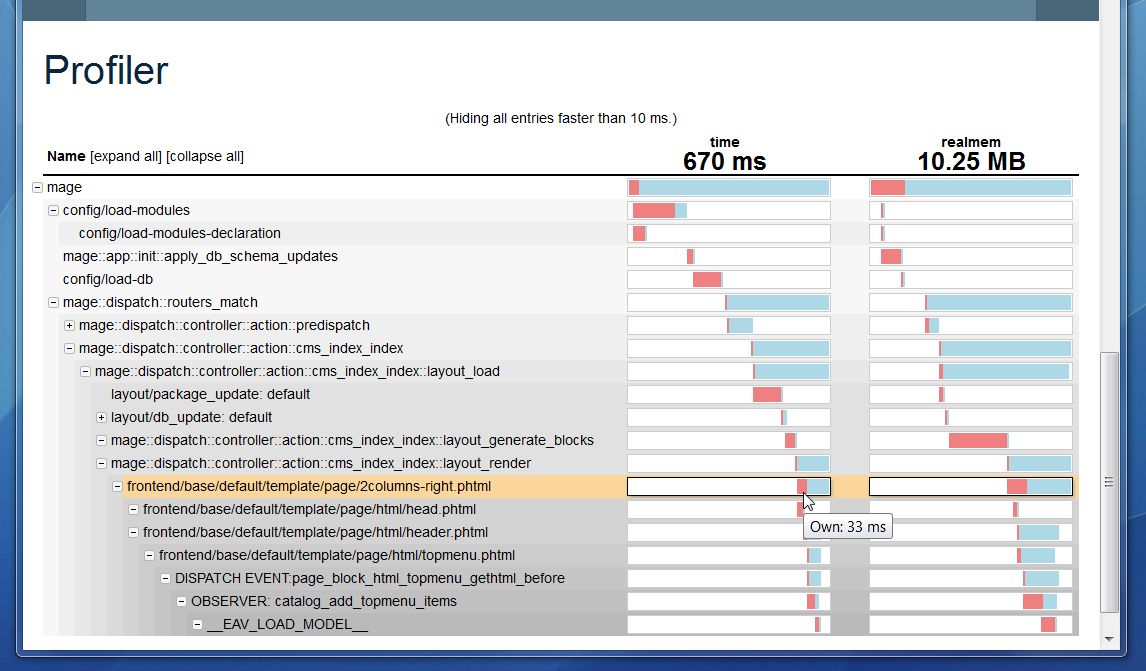 Profiler
(Hiding all entries faster than 10 ms.)
time
realmem
Name [expand all] [collapse all]
670 ms
10.25 MB
mage
config/load-modules
config/load-modules-declaration
mage::app::init::apply_db_schema_updates
config/load-db
mage::dispatch::routers_match
mage::dispatch::controller::action::predispatch
mage::dispatch::controller::action::cms_index_index
mage::dispatch::controller::action::cms_index_index::layout_load
layout/package_update: default
layout/db_update: default
mage::dispatch::controller::action::cms_index_index::layout_generate_blocks
mage::dispatch::controller::action::cms_index_index::layout_render
frontend/base/default/template/page/2columns-right.phtml
frontend/base/default/template/page/html/head.phtml
Own: 33 ms
frontend/base/default/template/page/html/header.phtml
frontend/base/default/template/page/html/topmenu.phtml
DISPATCH EVENT:page_block_html_topmenu_gethtml_before
OBSERVER: catalog_add_topmenu_items
__EAV_LOAD_MODEL__